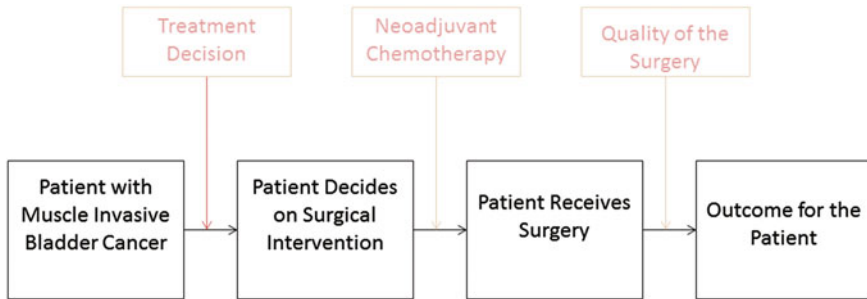 Treatment
Decision
Neoadjuvant
Chemotherapy
Quality of the
Surgery
Patient with
Muscle Invasive
Bladder Cancer
Patient Decides
on Surgical
Intervention
Patient Receives
Surgery
Outcome for the
Patient